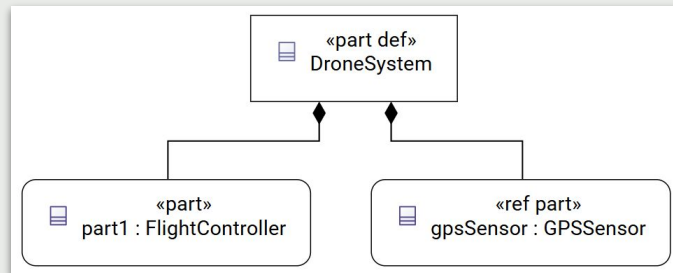 «part def»
DroneSystem
«part»
part1 : FlightController
«ref part»
gpsSensor : GPSSensor